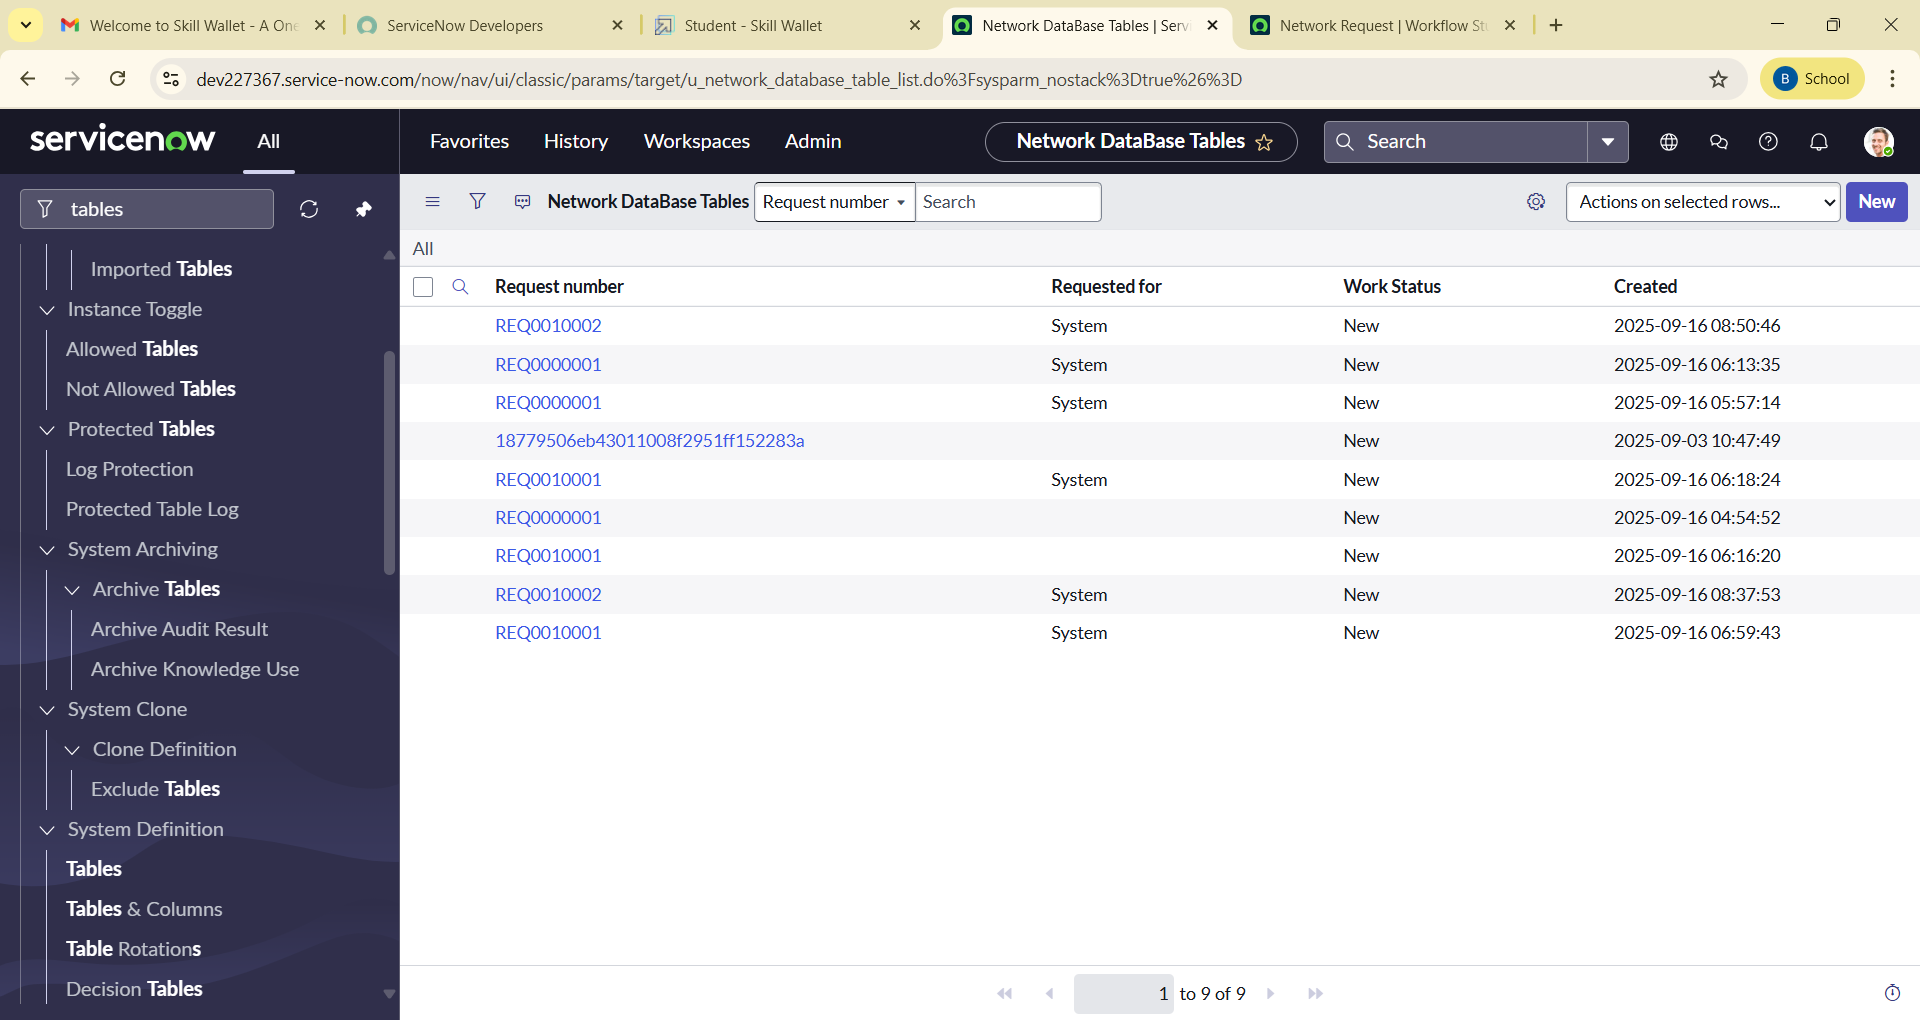 Welcome to Skill Wallet - A One
ServiceNow Developers
Student - Skill Wallet
Network DataBase Tables | Servi
Network Request | Workflow Stu
dev227367.service-now.com/now/nav/ui/classic/params/target/u_network_database_table_list.do%3Fsysparm_nostack%3Dtrue%26%3D
B School
servicenow
All
Favorites
History
Workspaces
Admin
Network DataBase Tables
Search
tables
Imported Tables
Instance Toggle
Allowed Tables
Not Allowed Tables
Protected Tables
Log Protection
Protected Table Log
System Archiving
Archive Tables
Archive Audit Result
Archive Knowledge Use
System Clone
Clone Definition
Exclude Tables
System Definition
Tables
Tables & Columns
Table Rotations
Decision Tables
Network DataBase Tables Request number Search
Actions on selected rows... New
All
Request number Requested for Work Status Created
REQ0010002 System New 2025-09-16 08:50:46
REQ0000001 System New 2025-09-16 06:13:35
REQ0000001 System New 2025-09-16 05:57:14
18779506eb43011008f2951ff152283a New 2025-09-03 10:47:49
REQ0010001 System New 2025-09-16 06:18:24
REQ0000001 New 2025-09-16 04:54:52
REQ0010001 New 2025-09-16 06:16:20
REQ0010002 System New 2025-09-16 08:37:53
REQ0010001 System New 2025-09-16 06:59:43
1 to 9 of 9